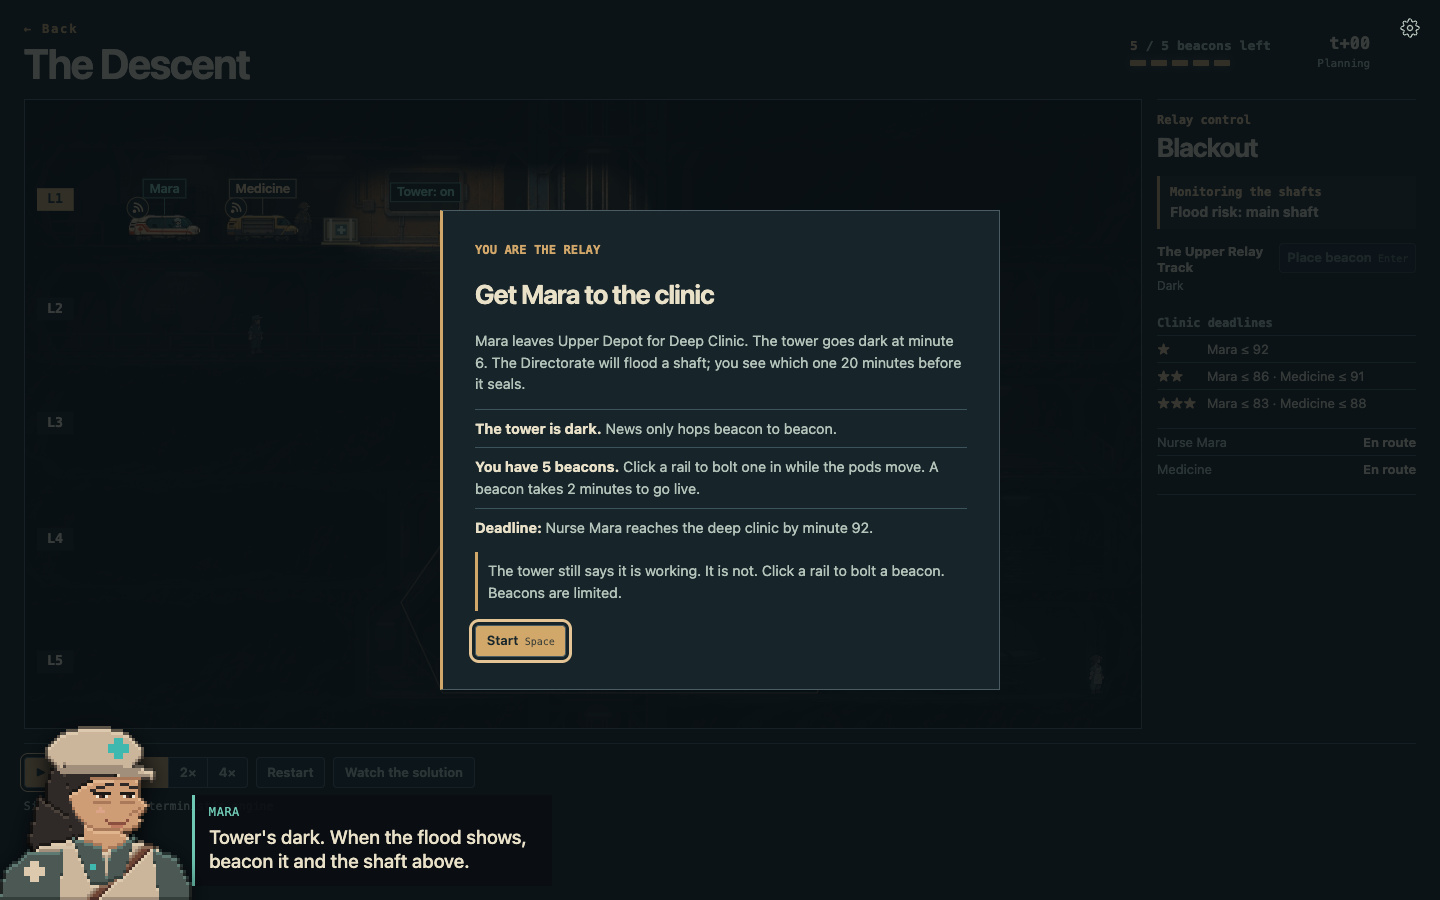 ← Back
The Descent
5 / 5 beacons left
t+00
Planning
L1
Mara
Medicine
Tower: on
L2
L3
L4
L5
YOU ARE THE RELAY
Get Mara to the clinic
Mara leaves Upper Depot for Deep Clinic. The tower goes dark at minute
6. The Directorate will flood a shaft; you see which one 20 minutes before
it seals.
The tower is dark. News only hops beacon to beacon.
You have 5 beacons. Click a rail to bolt one in while the pods move. A
beacon takes 2 minutes to go live.
Deadline: Nurse Mara reaches the deep clinic by minute 92.
The tower still says it is working. It is not. Click a rail to bolt a beacon.
Beacons are limited.
Start Space
Relay control
Blackout
Monitoring the shafts
Flood risk: main shaft
The Upper Relay
Track
Dark
Place beacon Enter
Clinic deadlines
★ Mara ≤ 92
★★ Mara ≤ 86 · Medicine ≤ 91
★★★ Mara ≤ 83 · Medicine ≤ 88
Nurse Mara En route
Medicine En route
2×
4×
Restart
Watch the solution
MARA
Tower's dark. When the flood shows,
beacon it and the shaft above.